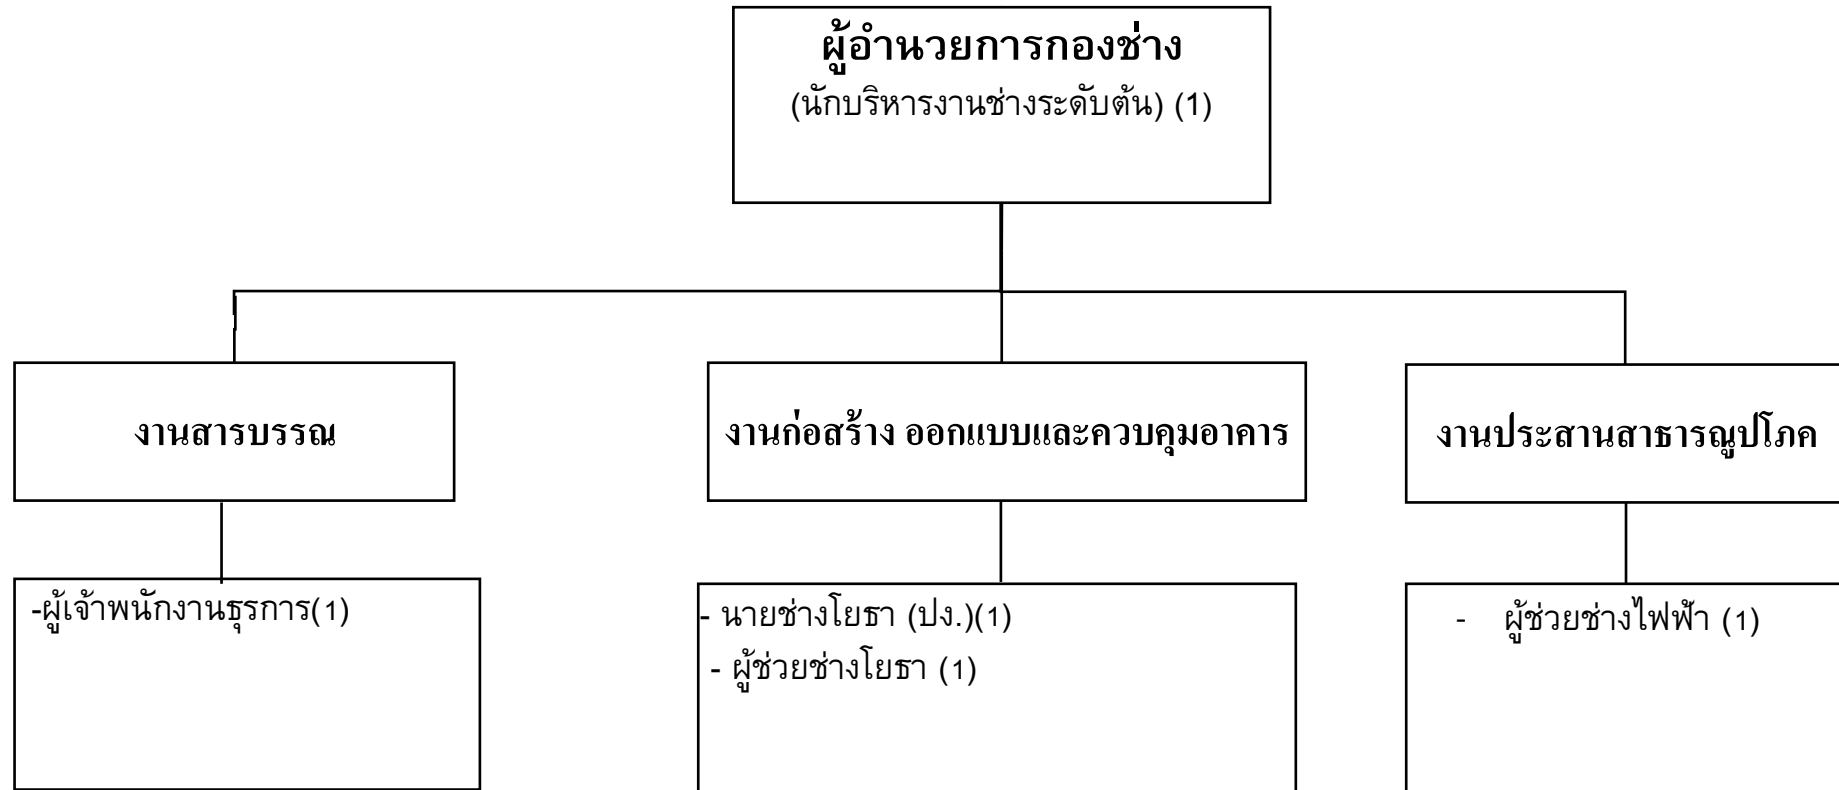 ผู้อำนวยการกองช่าง
(นักบริหารงานช่างระดับต้น) (1)
งานสารบรรณ
งานก่อสร้าง ออกแบบและควบคุมอาคาร
งานประสานสาธารณูปโภค
-ผู้เจ้าพนักงานธุรการ(1)
- นายช่างโยธา (ปง.)(1)
- ผู้ช่วยช่างโยธา (1)
- ผู้ช่วยช่างไฟฟ้า (1)